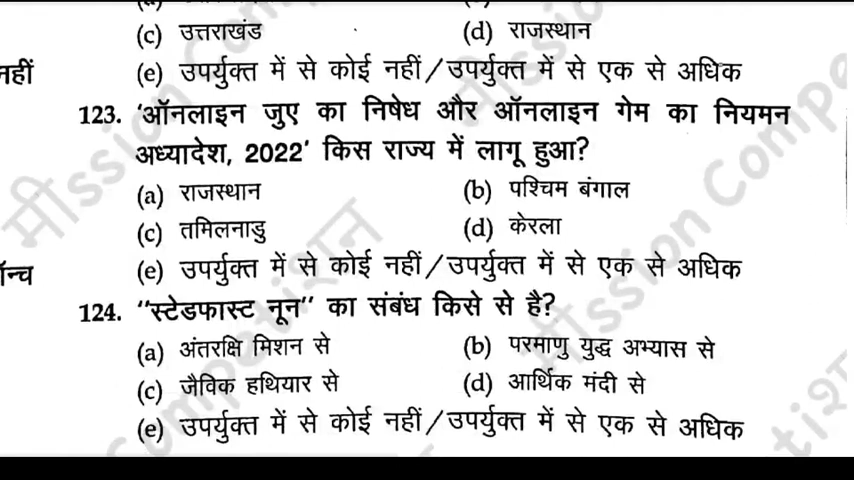 (c) उत्तराखंड (d) राजस्थान
नहीं (e) उपर्युक्त में से कोई नहीं/उपर्युक्त में से एक से अधिक
123. 'ऑनलाइन जुए का निषेध और ऑनलाइन गेम का नियमन
अध्यादेश, 2022' किस राज्य में लागू हुआ?
(a) राजस्थान (b) पश्चिम बंगाल
(c) तमिलनाडु (d) केरला
(e) उपर्युक्त में से कोई नहीं/उपर्युक्त में से एक से अधिक
124. "स्टेडफास्ट नून" का संबंध किसे से है?
(a) अंतरक्षि मिशन से (b) परमाणु युद्ध अभ्यास से
(c) जैविक हथियार से (d) आर्थिक मंदी से
(e) उपर्युक्त में से कोई नहीं/उपर्युक्त में से एक से अधिक